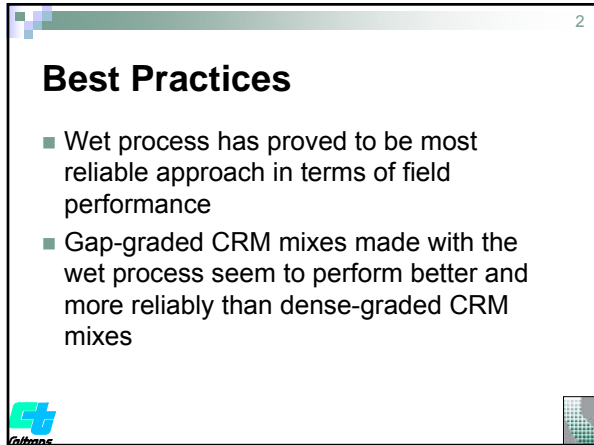 2
Best Practices
Wet process has proved to be most
reliable approach in terms of field
performance
Gap-graded CRM mixes made with the
wet process seem to perform better and
more reliably than dense-graded CRM
mixes
Caltrans